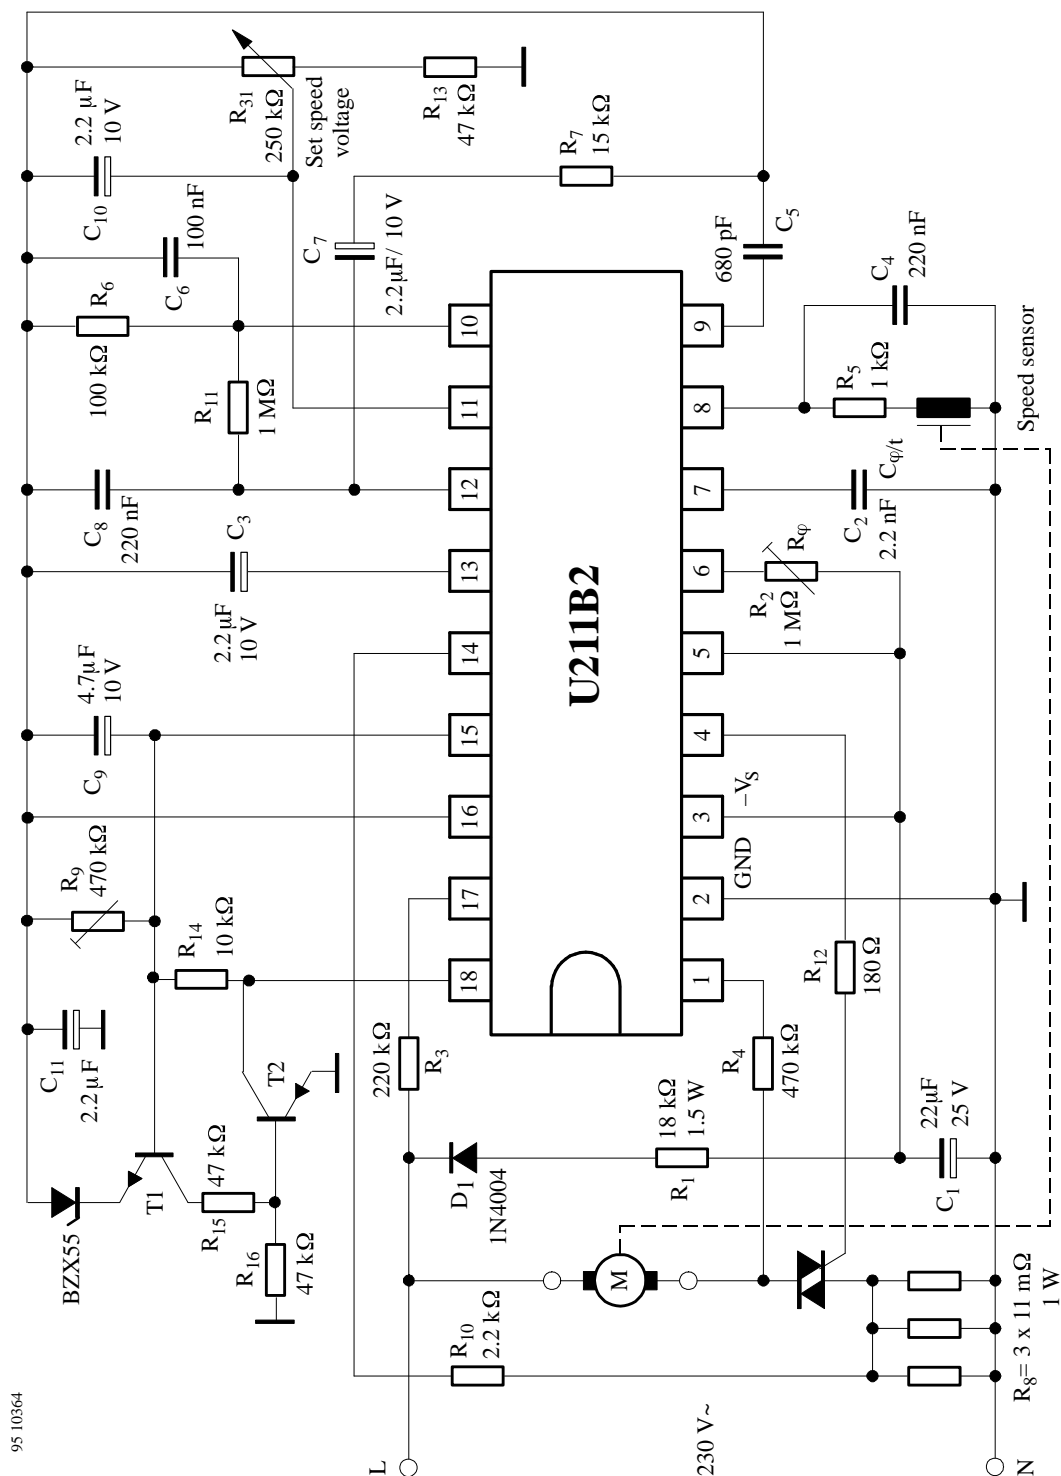 R31
250 kΩ
Set speed
voltage
R13
47 kΩ
C10
2.2 μF
10 V
C6
100 nF
R6
100 kΩ
R11
1 MΩ
C7
2.2μF/ 10 V
R7
15 kΩ
680 pF
C5
C8
220 nF
C3
2.2μF
10 V
C9
4.7μF
10 V
R9
470 kΩ
R14
10 kΩ
C11
2.2μF
BZX55
T1
T2
R15
47 kΩ
R16
47 kΩ
220 kΩ
R3
D1
1N4004
18 kΩ
1.5 W
R1
R4
470 kΩ
R12
180 Ω
22μF
25 V
C1
M
R10
2.2 kΩ
R8= 3 x 11 mΩ
1 W
L
230 V~
N
U211B2
18
17
16
15
14
13
12
11
10
1
2
3
4
5
6
7
8
9
GND
−VS
R2
1 MΩ
Rφ
C2
2.2 nF
Cφ/t
R5
1 kΩ
C4
220 nF
Speed sensor
95 10364